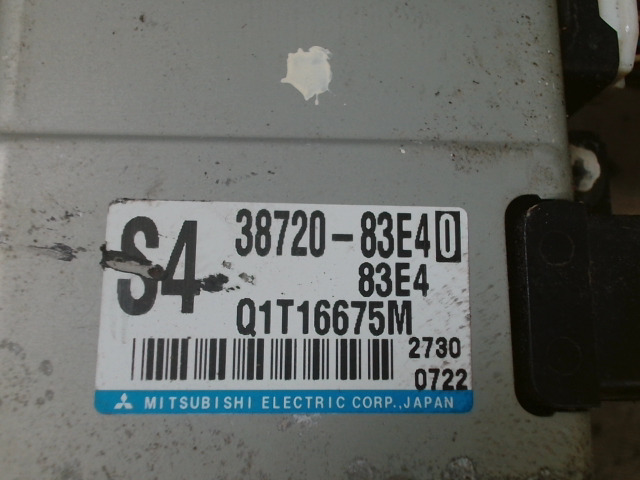 S4 38720-83E40
83E4
Q1T16675M
2730
0722
MITSUBISHI ELECTRIC CORP., JAPAN